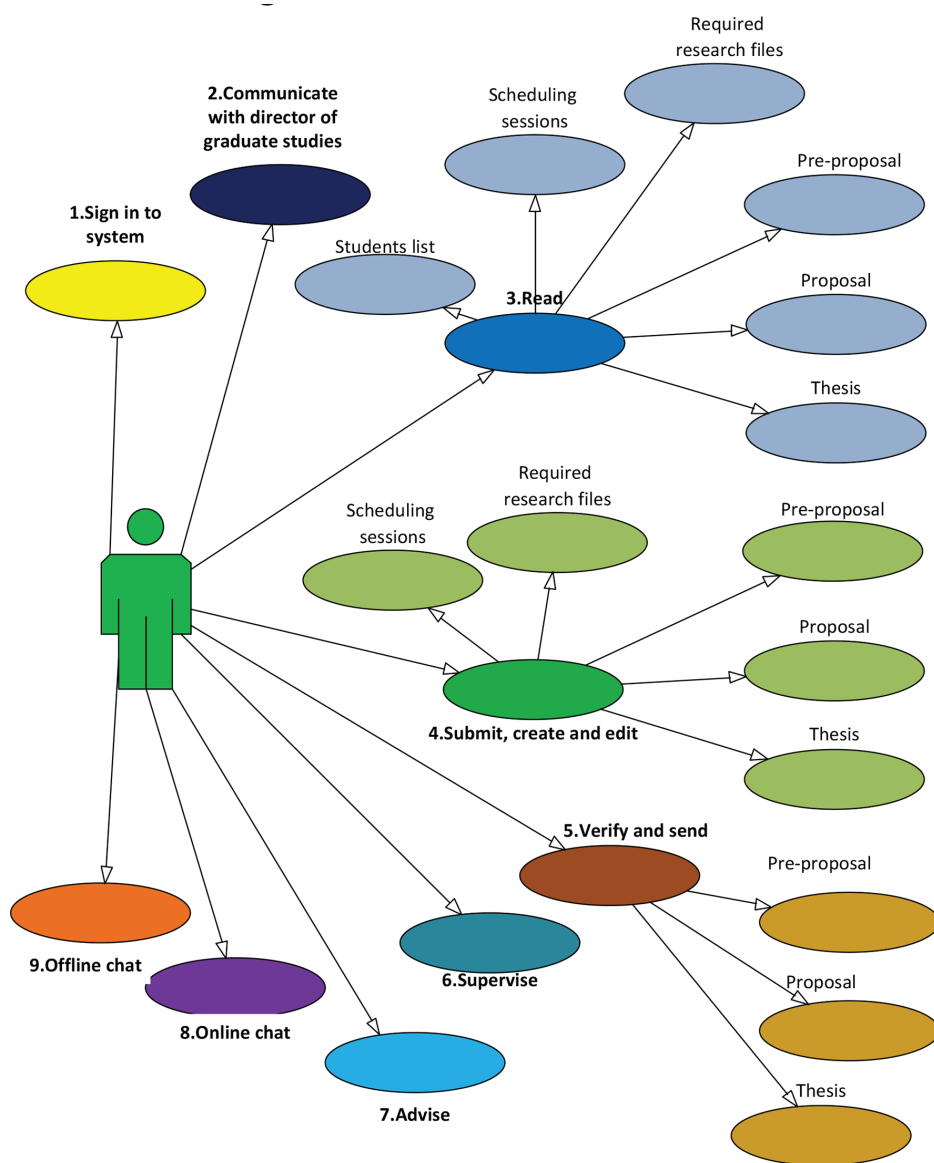 Required
research files
2.Communicate
with director of
graduate studies
Scheduling
sessions
Pre-proposal
1.Sign in to
system
Students list
3.Read
Proposal
Thesis
Required
research files
Scheduling
sessions
Pre-proposal
Proposal
4.Submit, create and edit
Thesis
5.Verify and send
Pre-proposal
9.Offline chat
6.Supervise
Proposal
8.Online chat
7.Advise
Thesis